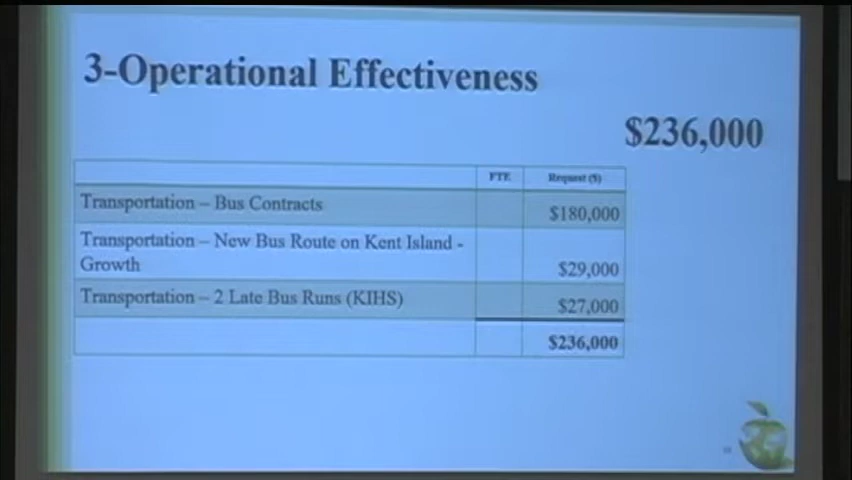 3-Operational Effectiveness
$236,000
FTE Request ($)
Transportation – Bus Contracts $180,000
Transportation – New Bus Route on Kent Island -
Growth $29,000
Transportation – 2 Late Bus Runs (KIHS) $27,000
$236,000